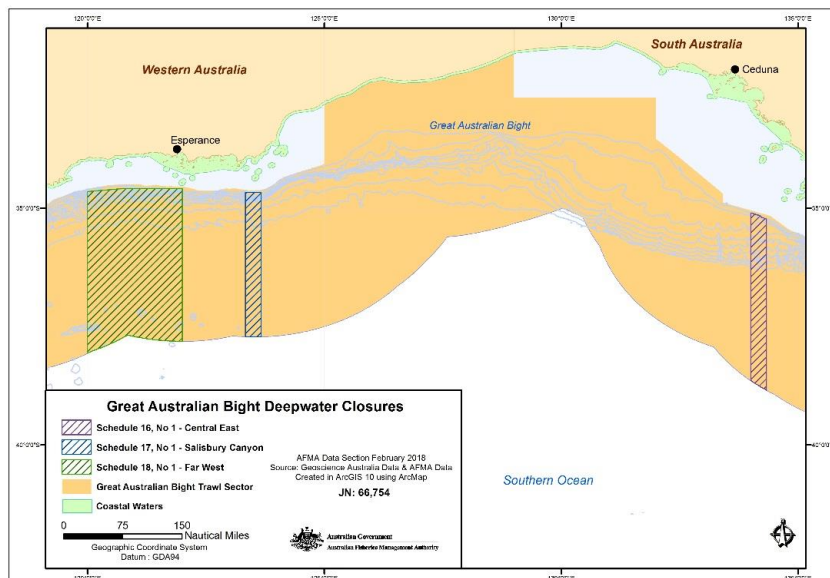 120°0'0"E 125°0'0"E 130°0'0"E 135°0'0"E
South Australia
Western Australia
Ceduna
Great Australian Bight
Esperance
35°0'0"S 35°0'0"S
Great Australian Bight Deepwater Closures
Schedule 16, No 1 - Central East
Schedule 17, No 1 - Salisbury Canyon
Schedule 18, No 1 - Far West
Great Australian Bight Trawl Sector
Coastal Waters
AFMA Data Section February 2018
Source: Geoscience Australia Data & AFMA Data
Created in ArcGIS 10 using ArcMap
JN: 66,754
0 75 150
Nautical Miles
Geographic Coordinate System
Datum : GDA94
Australian Government
Australian Fisheries Management Authority
40°0'0"S 40°0'0"S
Southern Ocean